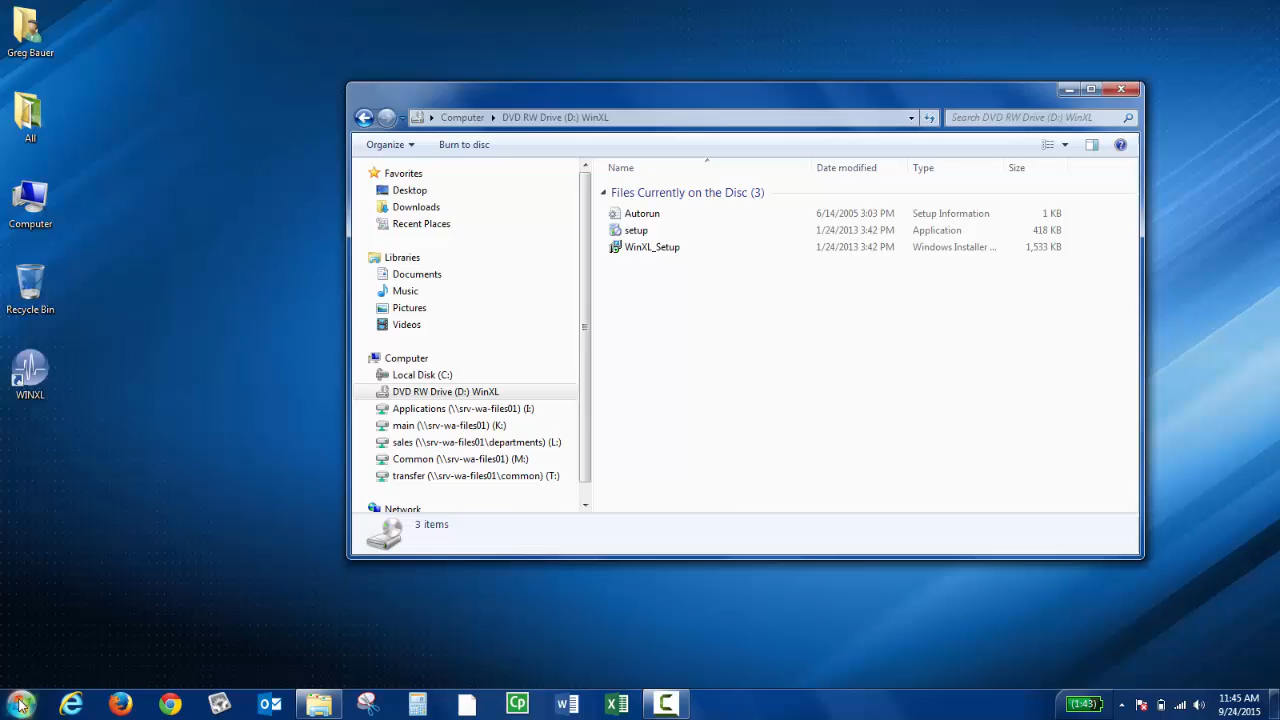 Greg Bauer
All
Computer
Recycle Bin
WINXL
Computer DVD RW Drive (D:) WinXL
Search DVD RW Drive (D:) WinXL
Organize Burn to disc
Favorites
Desktop
Downloads
Recent Places
Libraries
Documents
Music
Pictures
Videos
Computer
Local Disk (C:)
DVD RW Drive (D:) WinXL
Applications (\\srv-wa-files01) (I:)
main (\\srv-wa-files01) (K:)
sales (\\srv-wa-files01\departments) (L:)
Common (\\srv-wa-files01) (M:)
transfer (\\srv-wa-files01\common) (T:)
Network
Name Date modified Type Size
Files Currently on the Disc (3)
Autorun 6/14/2005 3:03 PM Setup Information 1 KB
setup 1/24/2013 3:42 PM Application 418 KB
WinXL_Setup 1/24/2013 3:42 PM Windows Installer ... 1,533 KB
3 items
Cp
(1:43)
11:45 AM
9/24/2015